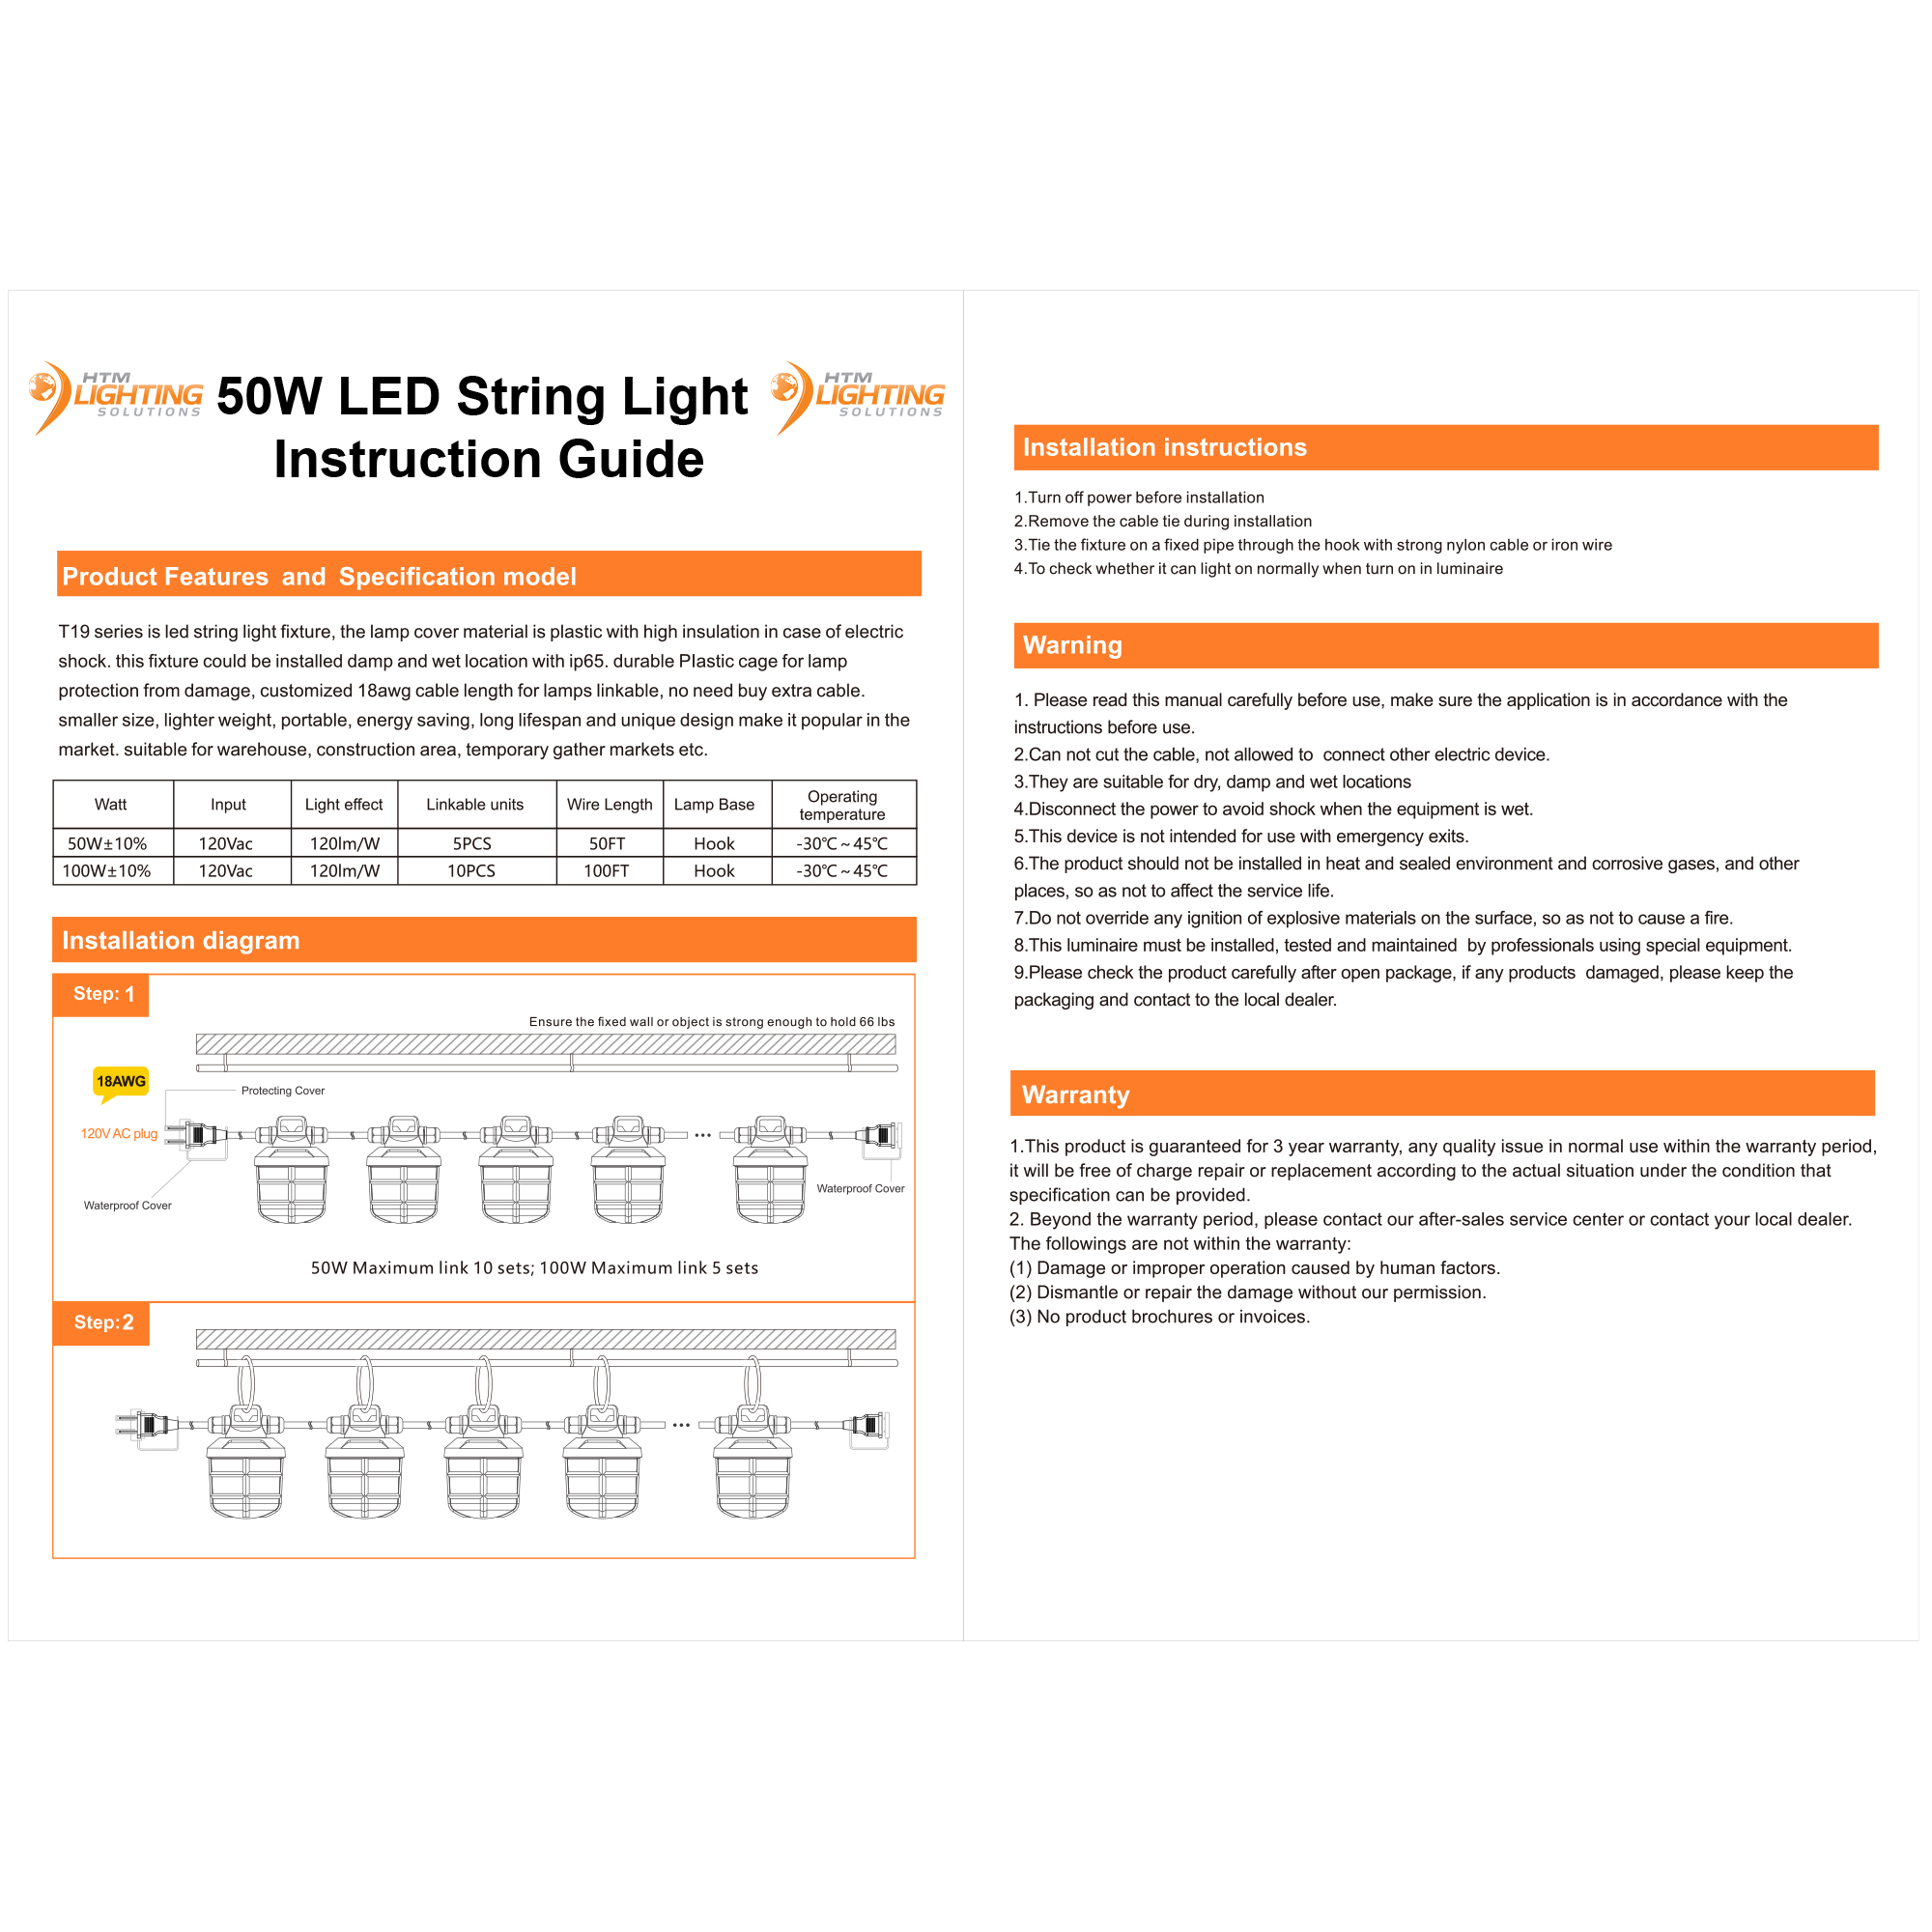 HTM
LIGHTING
SOLUTIONS
50W LED String Light
Instruction Guide
HTM
LIGHTING
SOLUTIONS
Product Features and Specification model
T19 series is led string light fixture, the lamp cover material is plastic with high insulation in case of electric
shock. this fixture could be installed damp and wet location with ip65. durable Plastic cage for lamp
protection from damage, customized 18awg cable length for lamps linkable, no need buy extra cable.
smaller size, lighter weight, portable, energy saving, long lifespan and unique design make it popular in the
market. suitable for warehouse, construction area, temporary gather markets etc.
Watt Input Light effect Linkable units Wire Length Lamp Base Operating temperature
50W±10% 120Vac 120lm/W 5PCS 50FT Hook -30℃~45℃
100W±10% 120Vac 120lm/W 10PCS 100FT Hook -30℃~45℃
Installation diagram
Step: 1
Ensure the fixed wall or object is strong enough to hold 66 lbs
18AWG
Protecting Cover
120V AC plug
Waterproof Cover
Waterproof Cover
50W Maximum link 10 sets; 100W Maximum link 5 sets
Step: 2
Installation instructions
1.Turn off power before installation
2.Remove the cable tie during installation
3.Tie the fixture on a fixed pipe through the hook with strong nylon cable or iron wire
4.To check whether it can light on normally when turn on in luminaire
Warning
1. Please read this manual carefully before use, make sure the application is in accordance with the
instructions before use.
2.Can not cut the cable, not allowed to connect other electric device.
3.They are suitable for dry, damp and wet locations
4.Disconnect the power to avoid shock when the equipment is wet.
5.This device is not intended for use with emergency exits.
6.The product should not be installed in heat and sealed environment and corrosive gases, and other
places, so as not to affect the service life.
7.Do not override any ignition of explosive materials on the surface, so as not to cause a fire.
8.This luminaire must be installed, tested and maintained by professionals using special equipment.
9.Please check the product carefully after open package, if any products damaged, please keep the
packaging and contact to the local dealer.
Warranty
1.This product is guaranteed for 3 year warranty, any quality issue in normal use within the warranty period,
it will be free of charge repair or replacement according to the actual situation under the condition that
specification can be provided.
2. Beyond the warranty period, please contact our after-sales service center or contact your local dealer.
The followings are not within the warranty:
(1) Damage or improper operation caused by human factors.
(2) Dismantle or repair the damage without our permission.
(3) No product brochures or invoices.